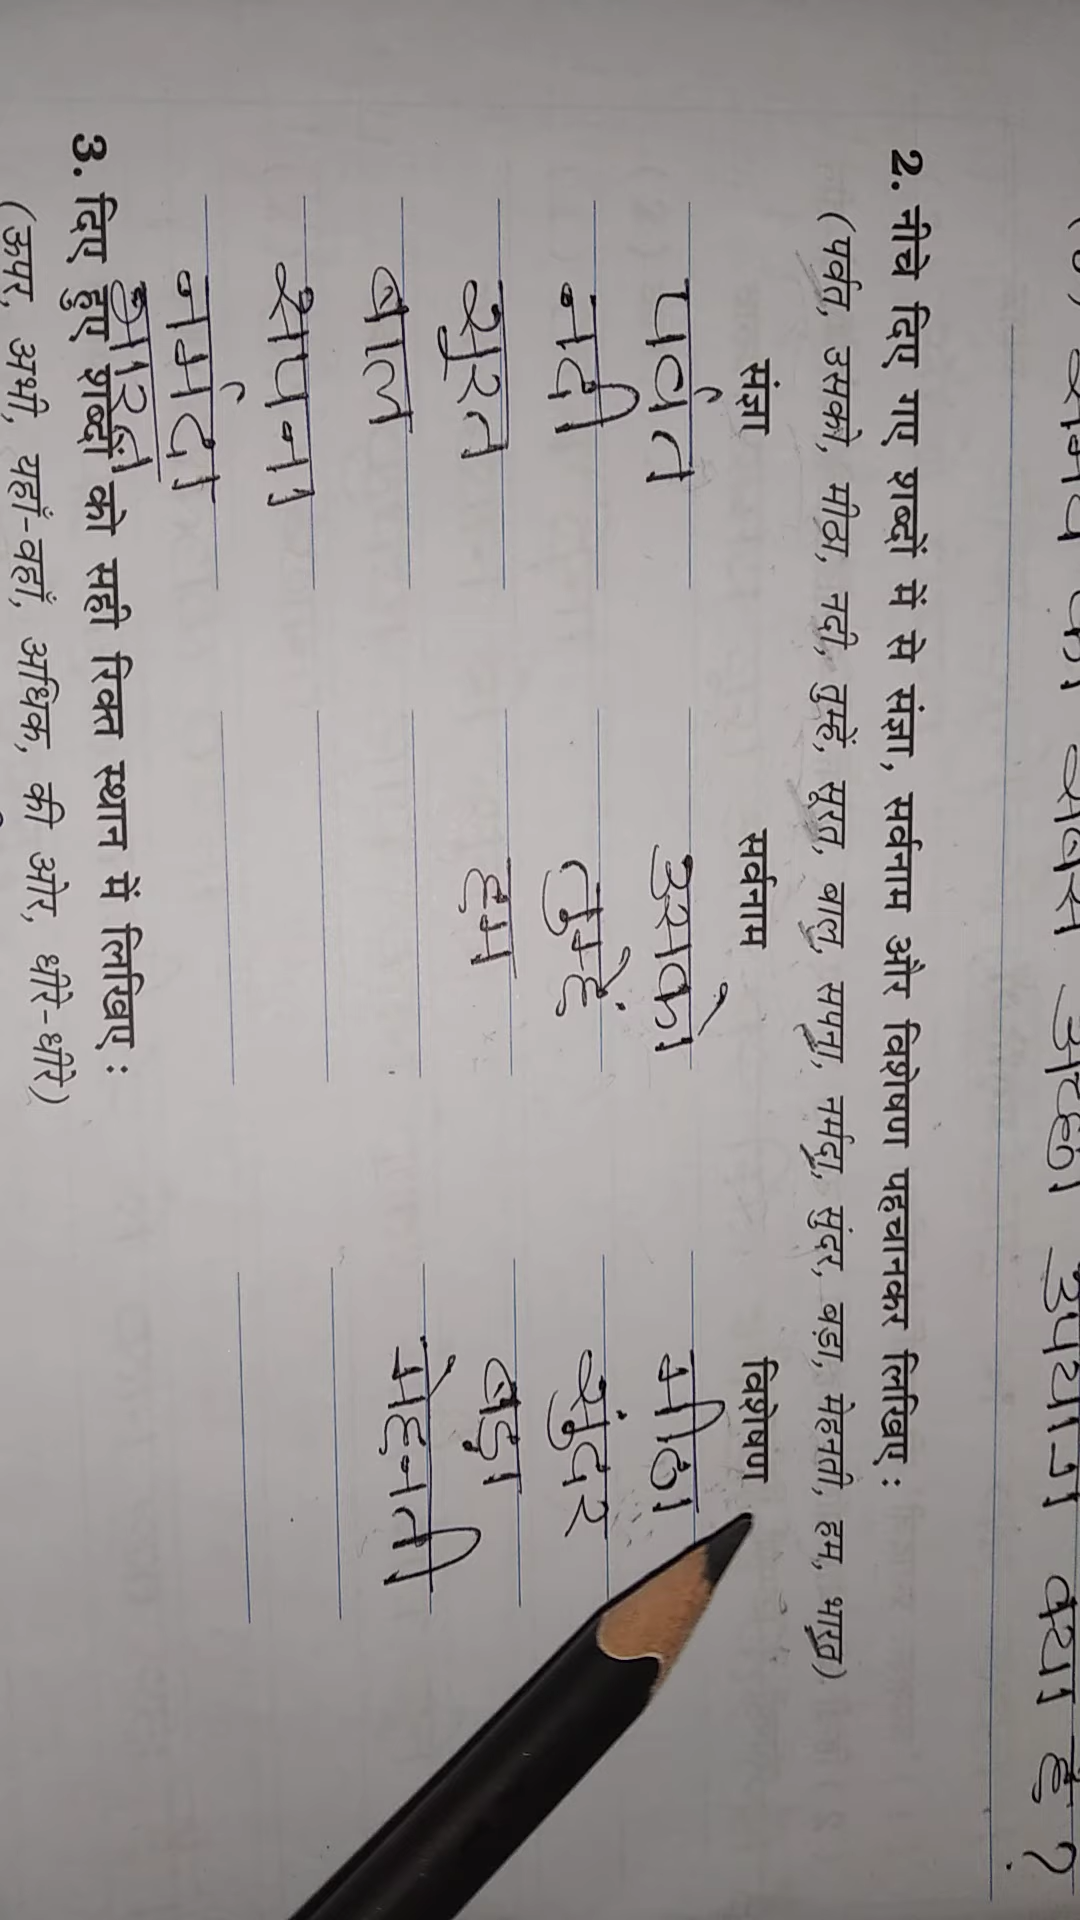 समय का सबसे अच्छा उपयोग क्या है ?
2. नीचे दिए गए शब्दों में से संज्ञा, सर्वनाम और विशेषण पहचानकर लिखिए :
(पर्वत, उसको, मीठा, नदी, तुम्हें, सूरत, बाल, सपना, नर्मदा, सुंदर, बड़ा, मेहनती, हम, भारत)
संज्ञा सर्वनाम विशेषण
पर्वत उसको मीठा
नदी तुम्हें सुंदर
सूरत हम बड़ा
बाल मेहनती
सपना
नर्मदा
भारत
3. दिए हुए शब्दों को सही रिक्त स्थान में लिखिए :
(ऊपर, अभी, यहाँ-वहाँ, अधिक, की ओर, धीरे-धीरे)